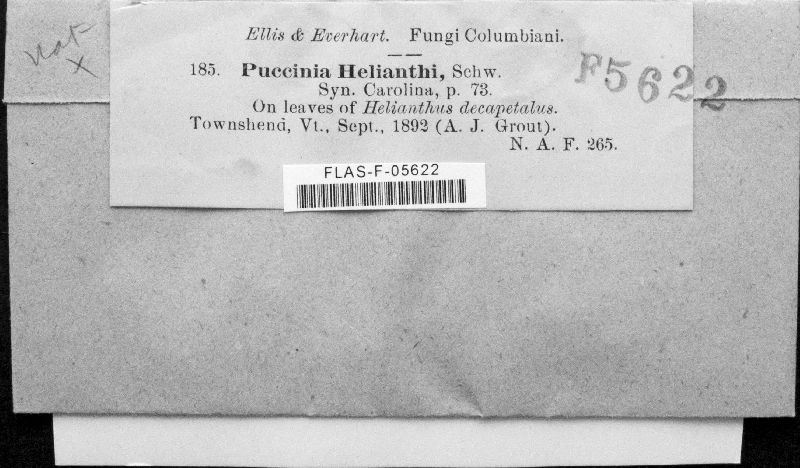 Ellis & Everhart. Fungi Columbiani.
185. Puccinia Helianthi, Schw.
Syn. Carolina, p. 73.
On leaves of Helianthus decapetalus.
Townshend, Vt., Sept., 1892 (A. J. Grout).
N. A. F. 265.
F5622
FLAS-F-05622